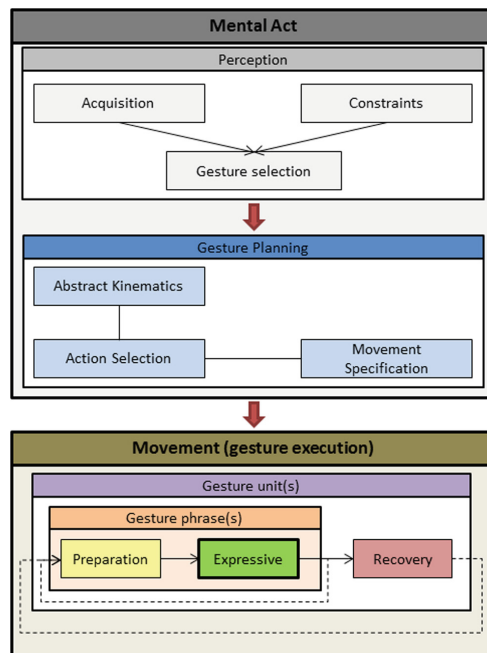 Mental Act
Perception
Acquisition
Constraints
Gesture selection
Gesture Planning
Abstract Kinematics
Action Selection
Movement
Specification
Movement (gesture execution)
Gesture unit(s)
Gesture phrase(s)
Preparation
Expressive
Recovery